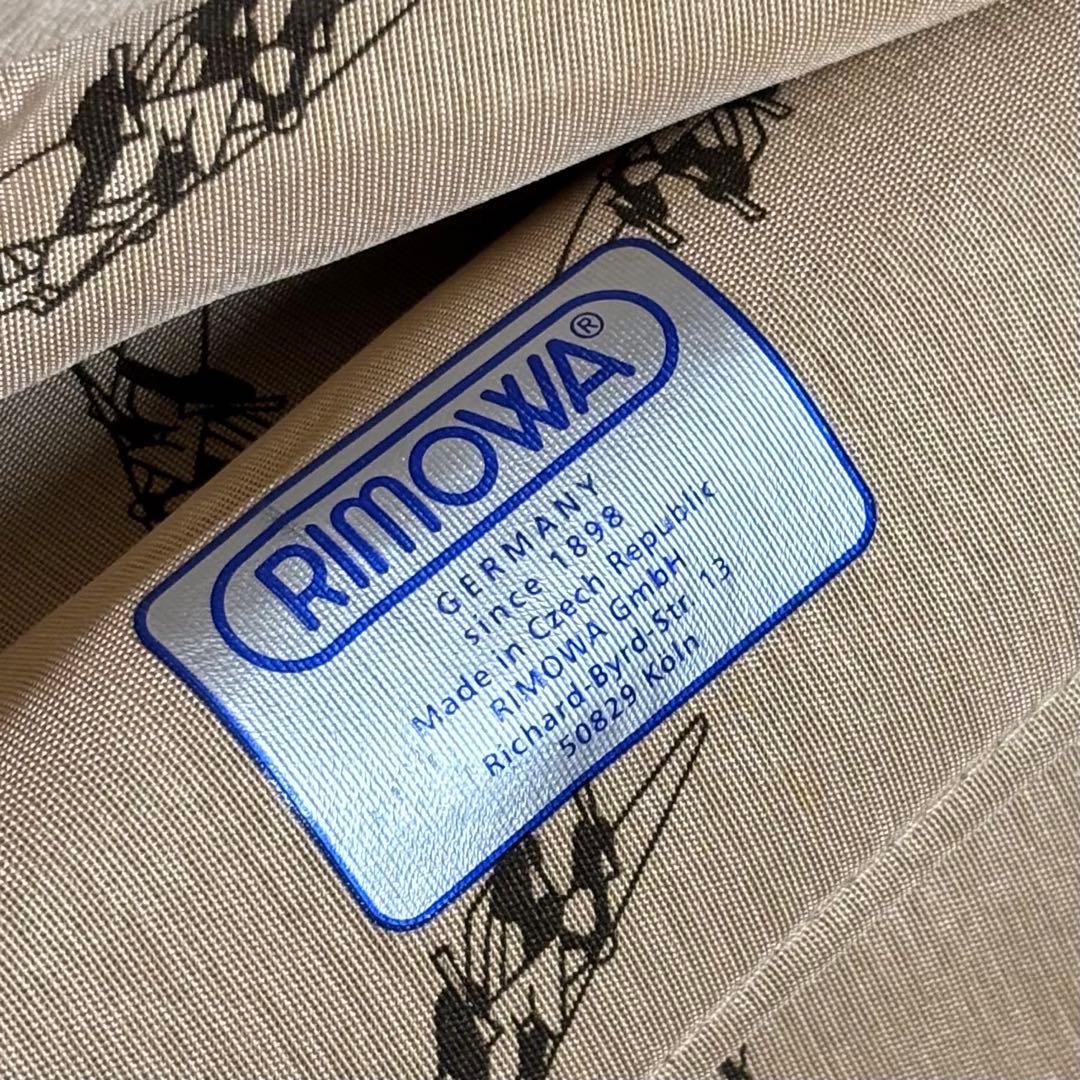 RIMOWA®
GERMANY
since 1898
Made in Czech Republic
RIMOWA GmbH
Richard-Byrd-Str. 13
50829 Köln